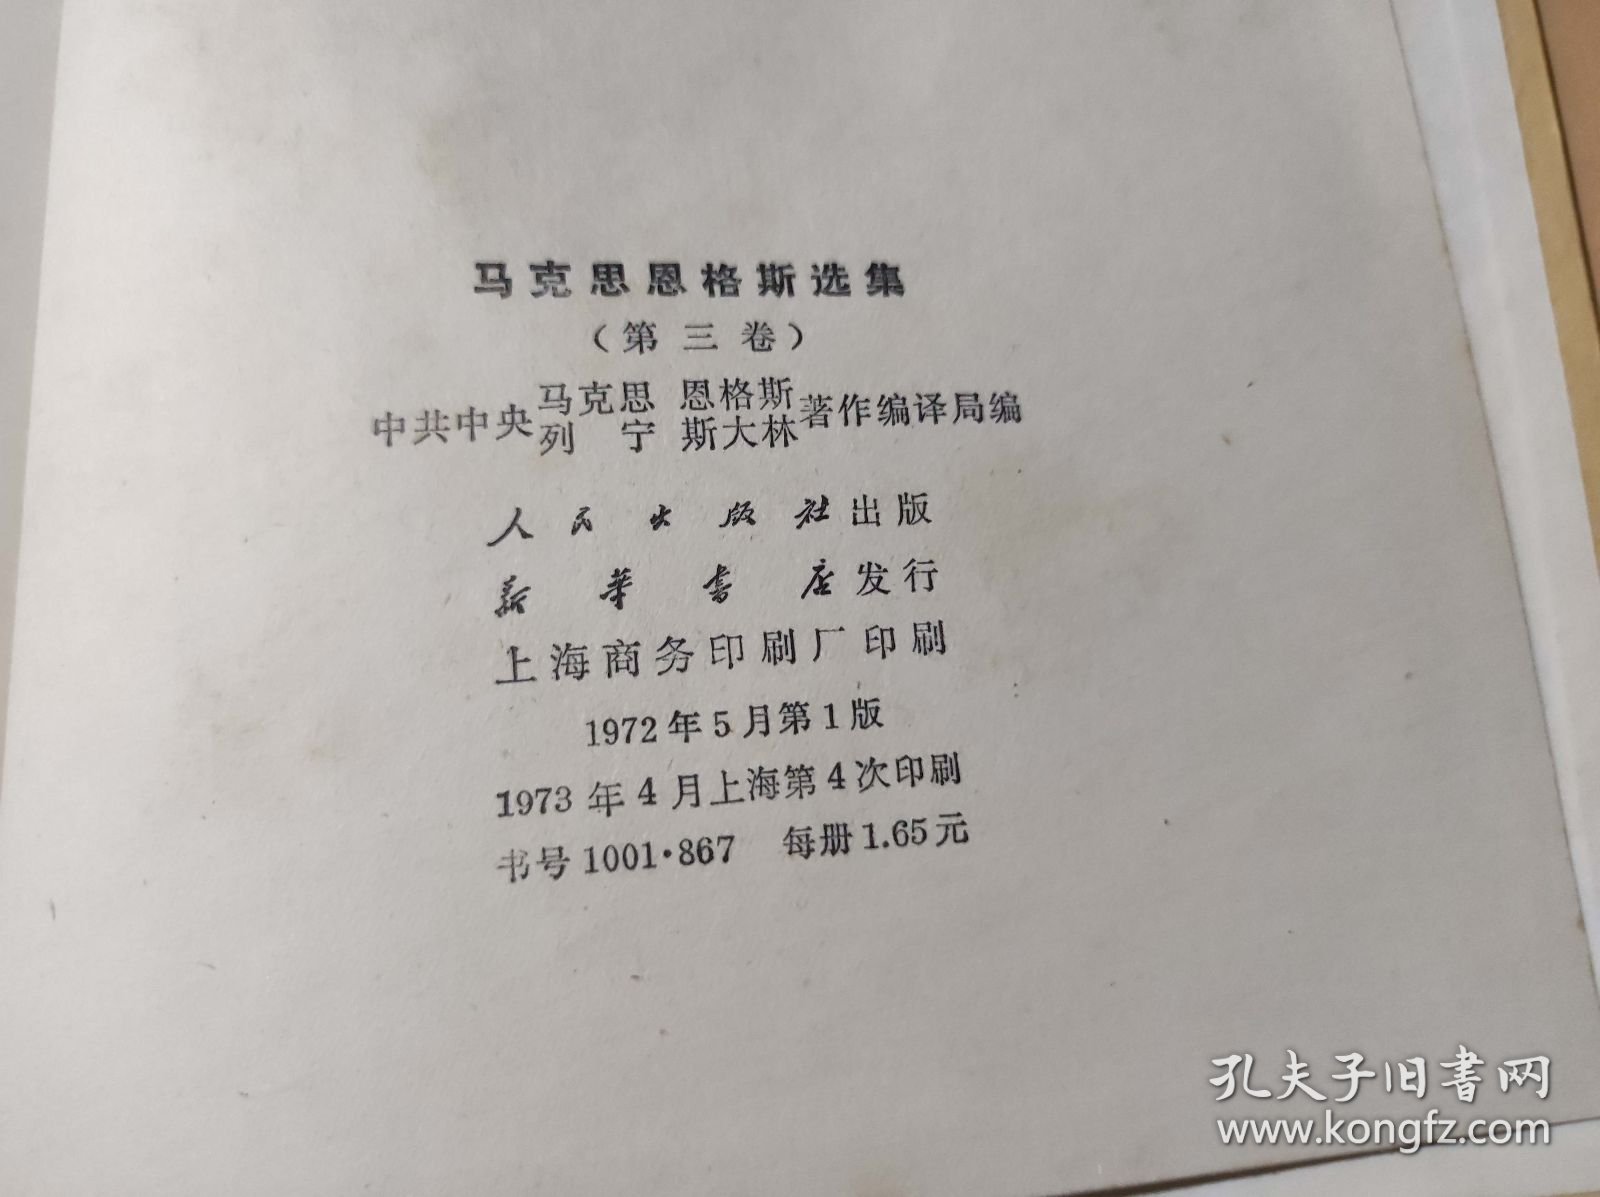 马克思恩格斯选集
（第三卷）
中共中央马克思 恩格斯列 宁 斯大林著作编译局编
人民出版社出版
新华書店发行
上海商务印刷厂印刷
1972年5月第1版
1973年4月上海第4次印刷
书号1001·867 每册1.65元
孔夫子旧書网
www.kongfz.com